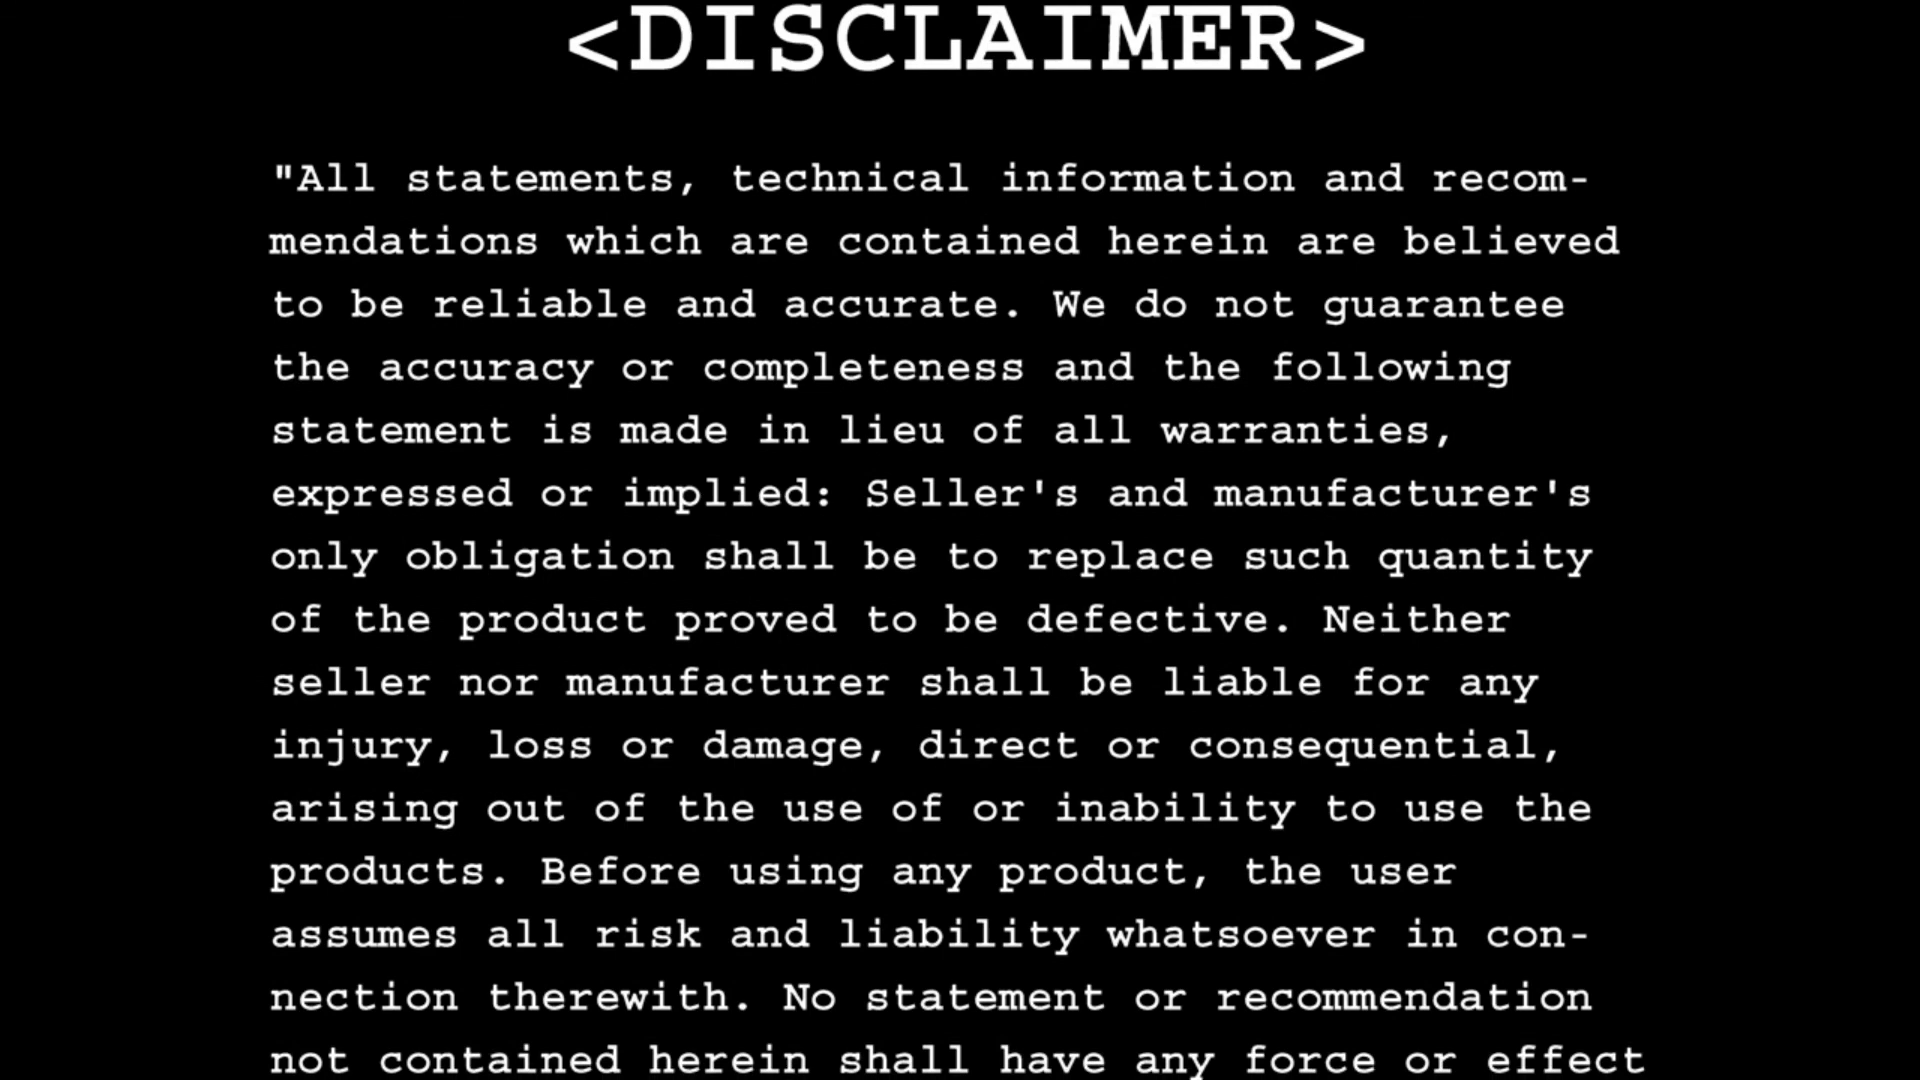 <DISCLAIMER>
"All statements, technical information and recom-
mendations which are contained herein are believed
to be reliable and accurate. We do not guarantee
the accuracy or completeness and the following
statement is made in lieu of all warranties,
expressed or implied: Seller's and manufacturer's
only obligation shall be to replace such quantity
of the product proved to be defective. Neither
seller nor manufacturer shall be liable for any
injury, loss or damage, direct or consequential,
arising out of the use of or inability to use the
products. Before using any product, the user
assumes all risk and liability whatsoever in con-
nection therewith. No statement or recommendation
not contained herein shall have any force or effect